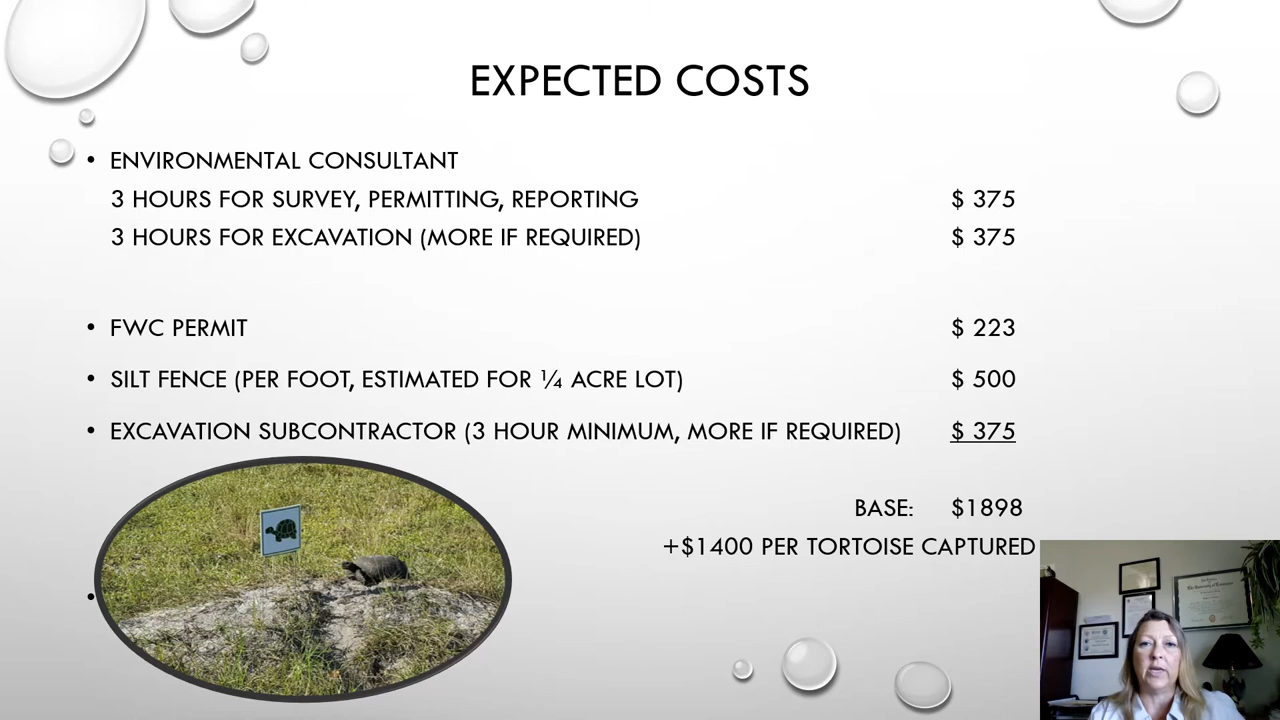 EXPECTED COSTS
• ENVIRONMENTAL CONSULTANT
3 HOURS FOR SURVEY, PERMITTING, REPORTING $ 375
3 HOURS FOR EXCAVATION (MORE IF REQUIRED) $ 375
• FWC PERMIT $ 223
• SILT FENCE (PER FOOT, ESTIMATED FOR ¼ ACRE LOT) $ 500
• EXCAVATION SUBCONTRACTOR (3 HOUR MINIMUM, MORE IF REQUIRED) $ 375
BASE: $1898
+$1400 PER TORTOISE CAPTURED